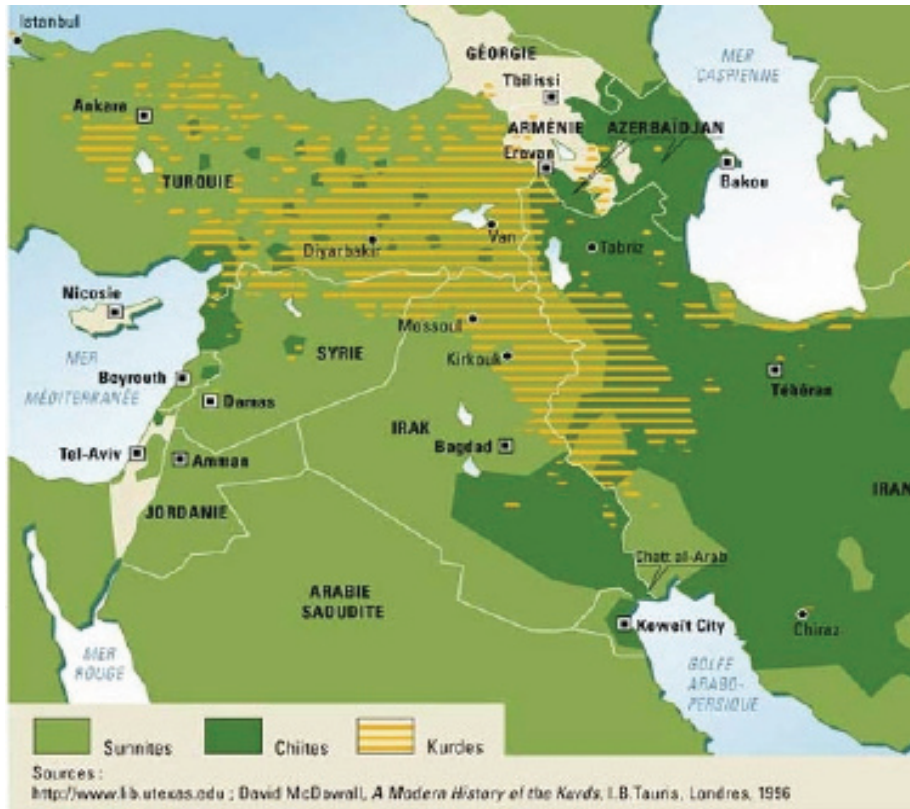 Istanbul
GÉORGIE
Tbilissi
MER
CASPIENNE
Ankara
ARMÉNIE
AZERBAÏDJAN
Erevan
Bakou
TURQUIE
Van
Diyarbakir
Tabriz
Nicosie
Mossoul
MER
MÉDITERRANÉE
SYRIE
Kirkouk
Téhéran
Beyrouth
Damas
IRAK
Bagdad
Tel-Aviv
Amman
IRAN
JORDANIE
Chatt al-Arab
ARABIE
SAOUDITE
Koweït City
Chiraz
MER
ROUGE
GOLFE
ARABO-
PERSIQUE
Sunnites
Chiites
Kurdes
Sources :
http://www.lib.utexas.edu ; David McDowall, A Modern History of the Kurds, I.B.Tauris, Londres, 1996